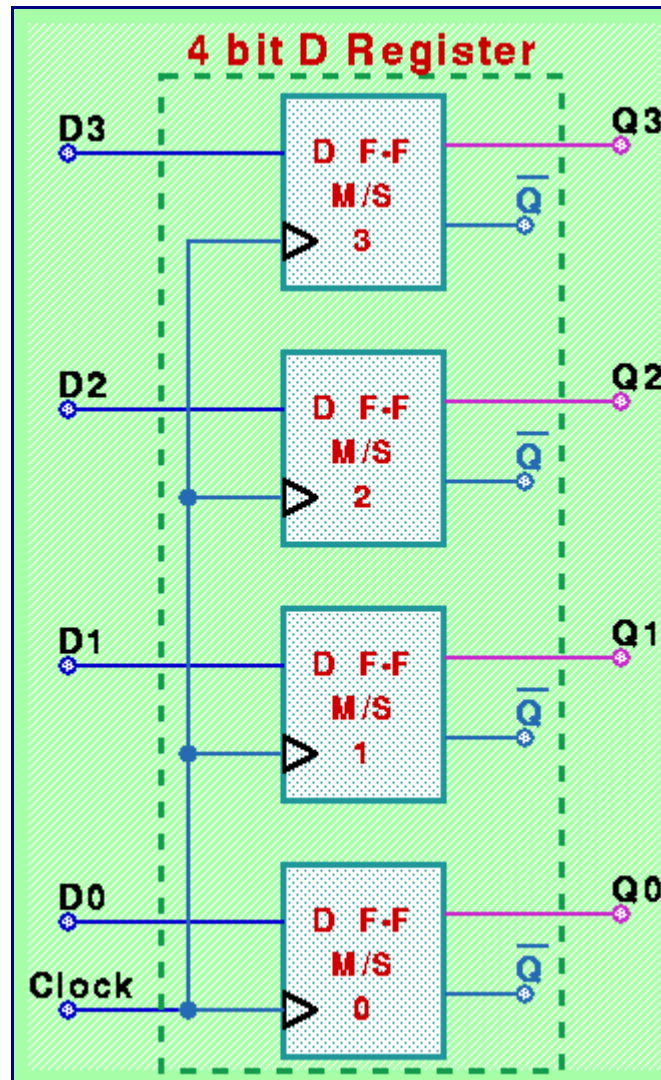 4 bit D Register
D3
D F-F
M/S
3
Q3
Q
D2
D F-F
M/S
2
Q2
Q
D1
D F-F
M/S
1
Q1
Q
D0
Clock
D F-F
M/S
0
Q0
Q